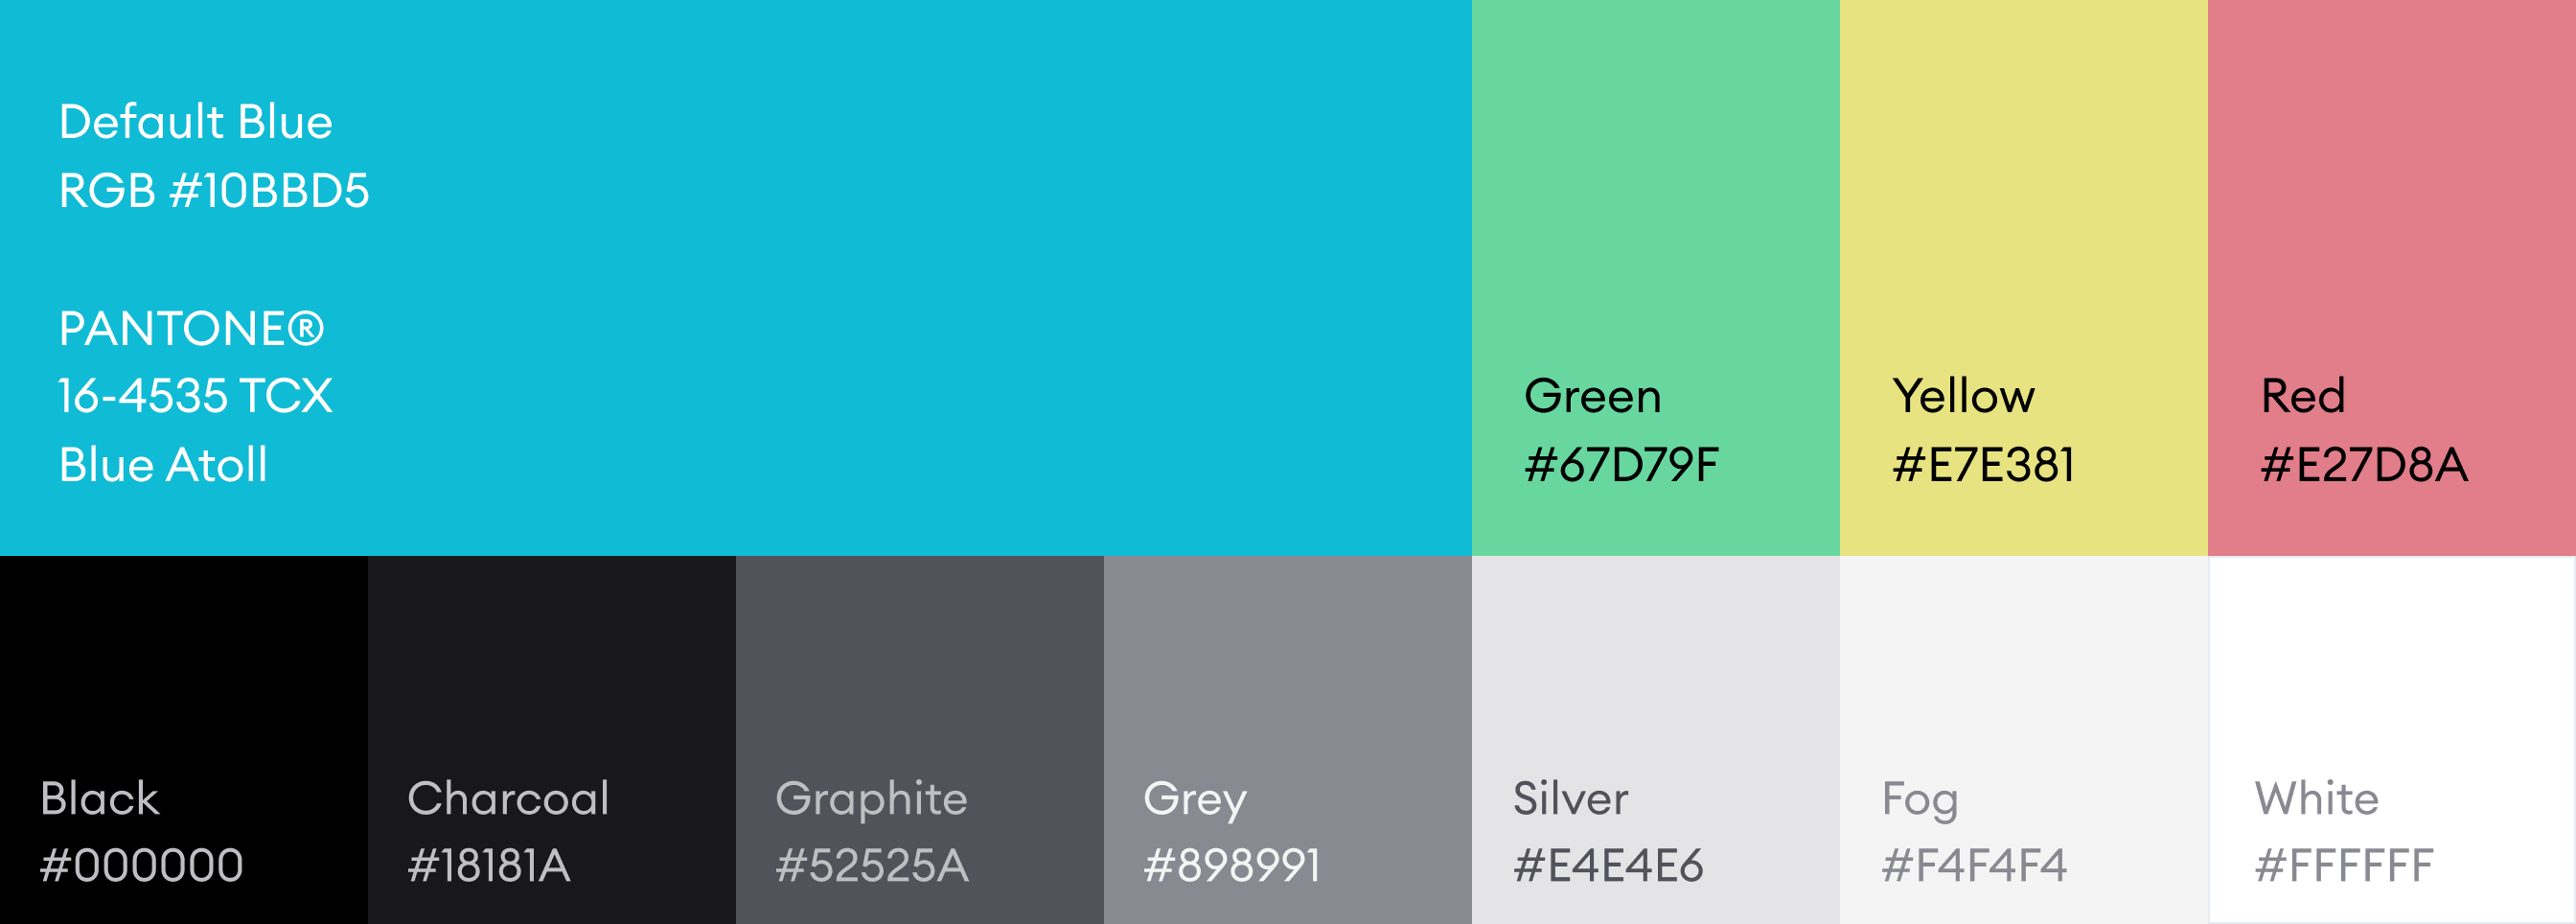 Default Blue
RGB #10BBD5
PANTONE®
16-4535 TCX
Blue Atoll
Green
#67D79F
Yellow
#E7E381
Red
#E27D8A
Black
#000000
Charcoal
#18181A
Graphite
#52525A
Grey
#898991
Silver
#E4E4E6
Fog
#F4F4F4
White
#FFFFFF